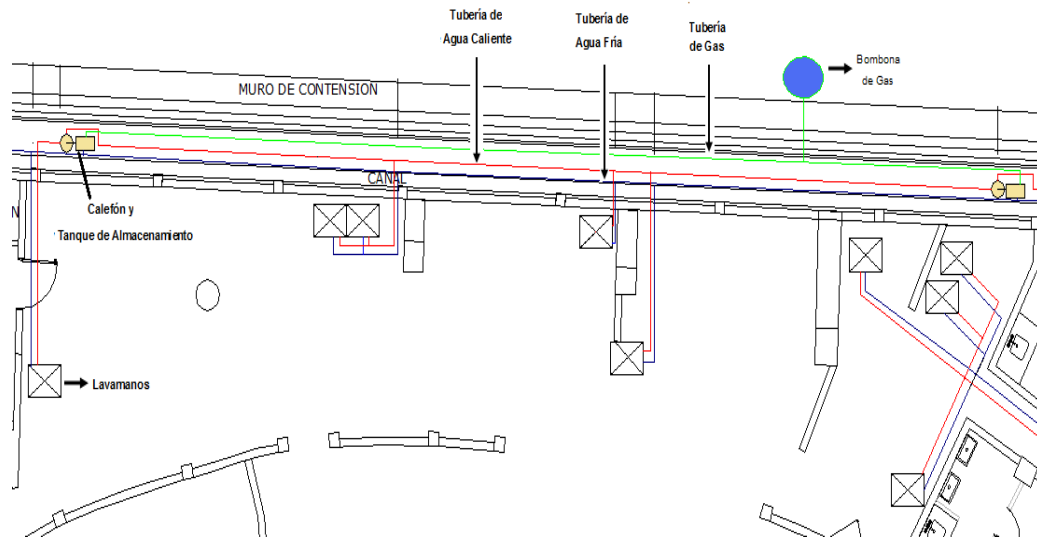 Tubería de
Agua Caliente
Tubería de
Agua Fría
Tubería
de Gas
Bombona
de Gas
MURO DE CONTENSION
CANAL
N
Calefón y
Tanque de Almacenamiento
Lavamanos